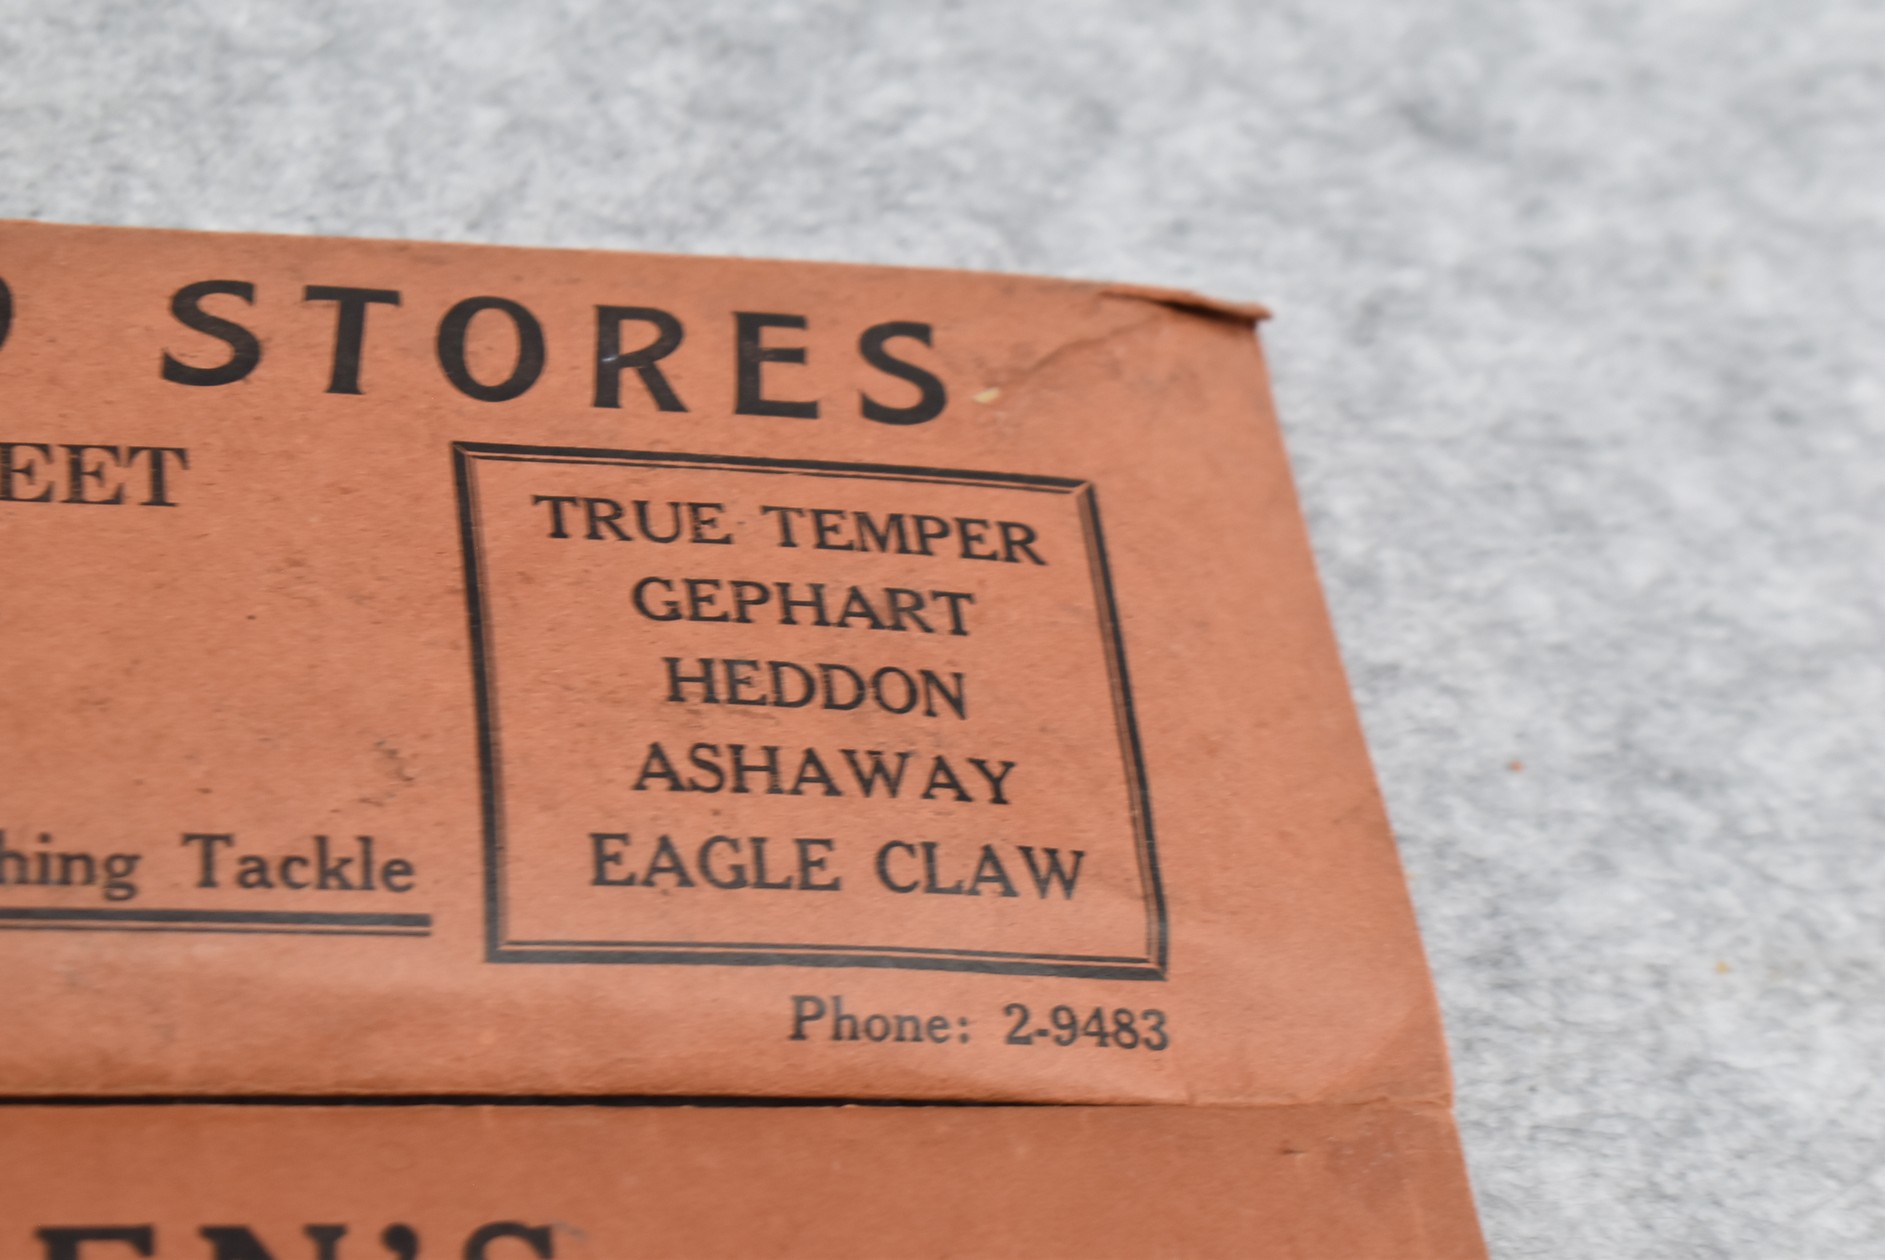 STORES
EET
TRUE TEMPER
GEPHART
HEDDON
ASHAWAY
EAGLE CLAW
hing Tackle
Phone: 2-9483
EN'S